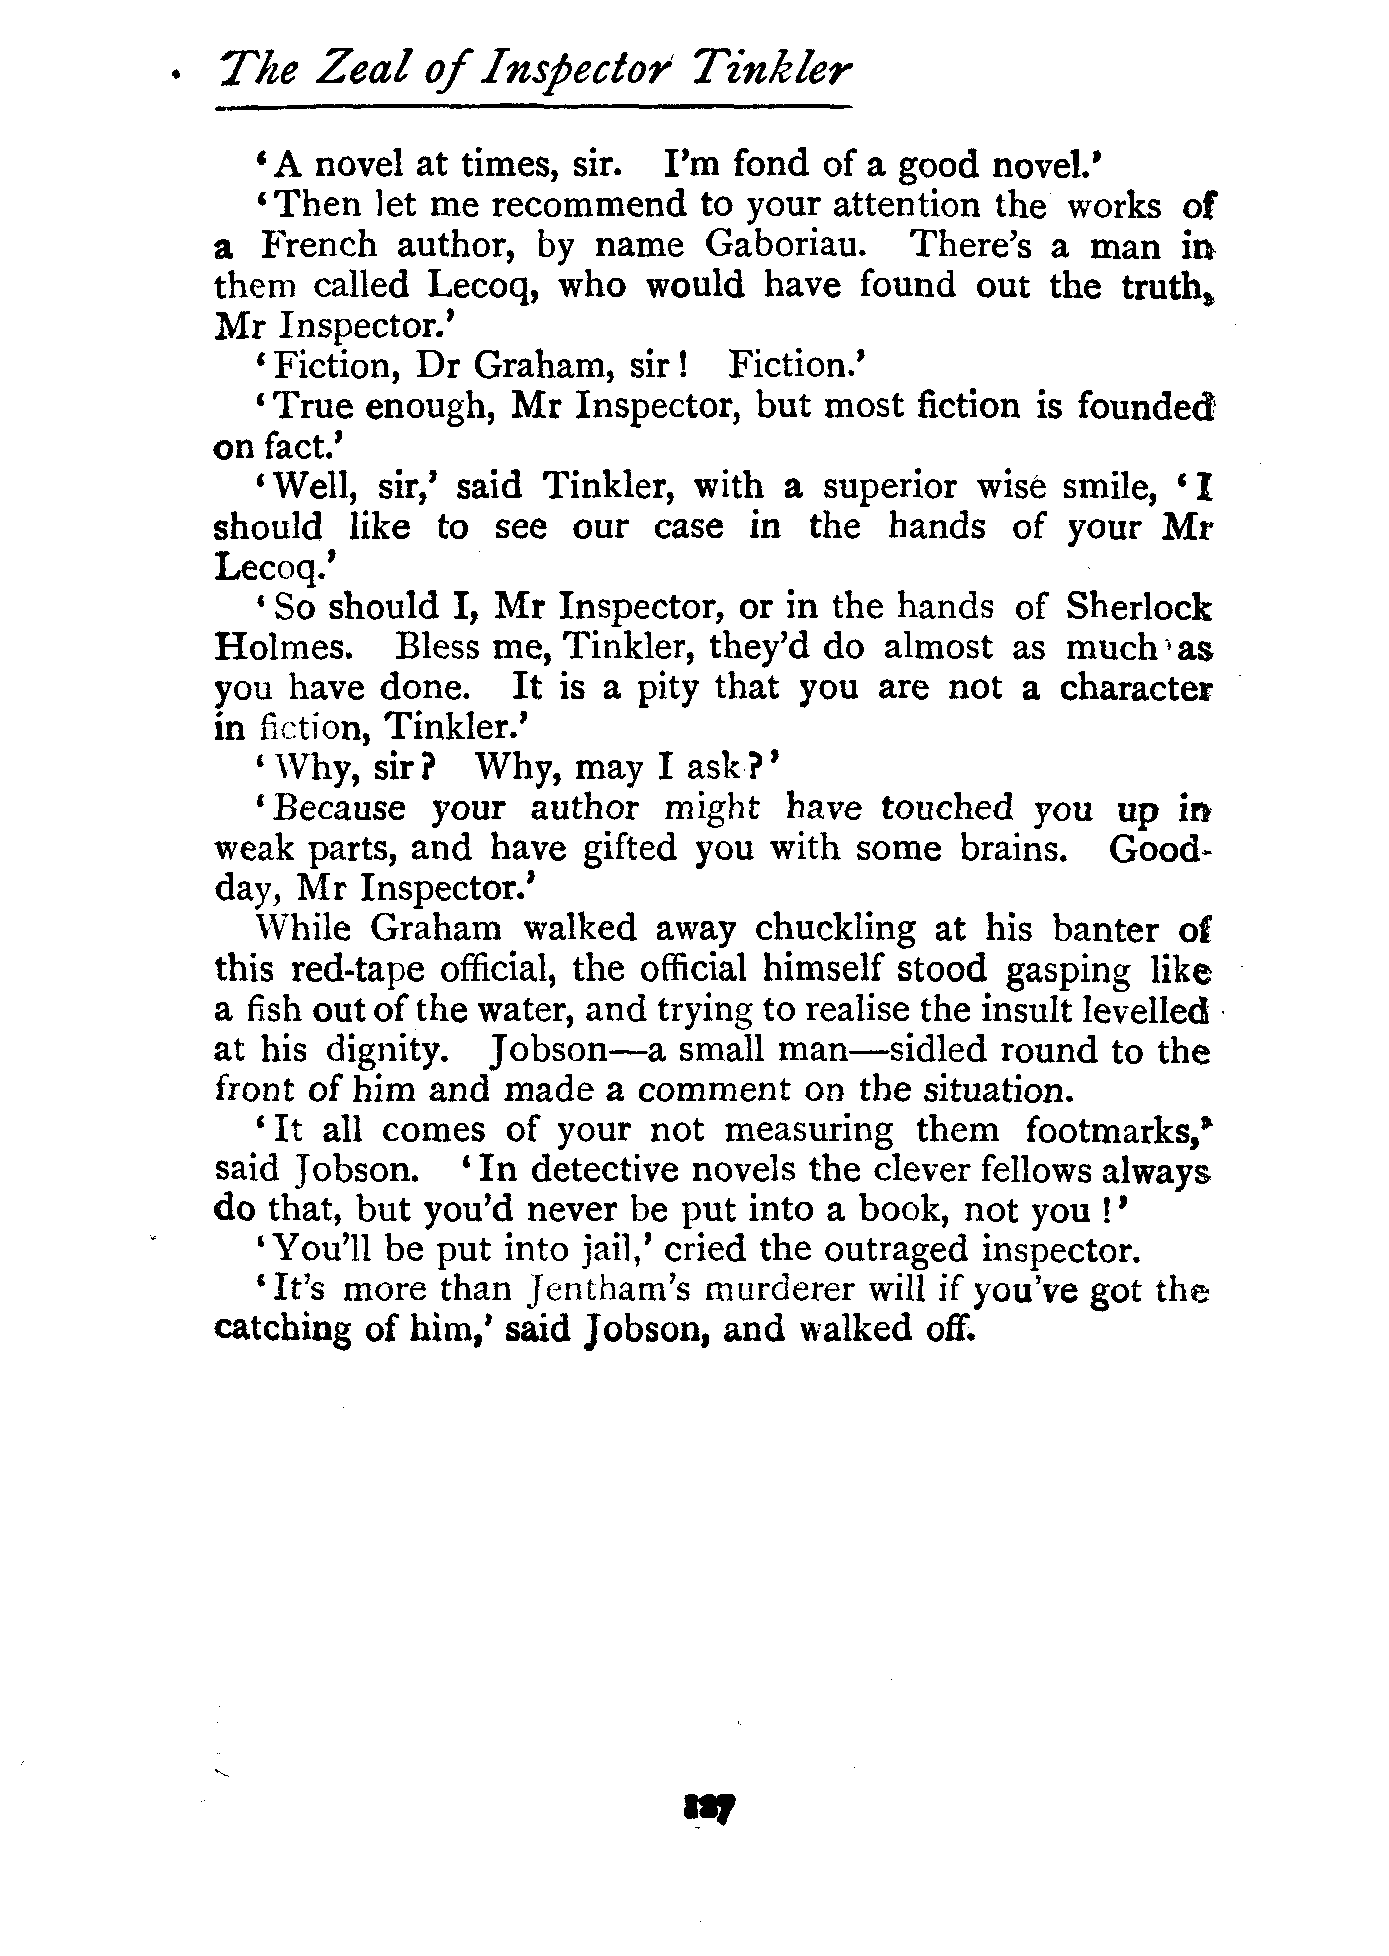 The Zeal of Inspector Tinkler
‘A novel at times, sir. I’m fond of a good novel.’
‘Then let me recommend to your attention the works of
a French author, by name Gaboriau. There’s a man in
them called Lecoq, who would have found out the truth,
Mr Inspector.’
‘Fiction, Dr Graham, sir! Fiction.’
‘True enough, Mr Inspector, but most fiction is founded
on fact.’
‘Well, sir,’ said Tinkler, with a superior wise smile, ‘I
should like to see our case in the hands of your Mr
Lecoq.’
‘So should I, Mr Inspector, or in the hands of Sherlock
Holmes. Bless me, Tinkler, they’d do almost as much as
you have done. It is a pity that you are not a character
in fiction, Tinkler.’
‘Why, sir? Why, may I ask?’
‘Because your author might have touched you up in
weak parts, and have gifted you with some brains. Good-
day, Mr Inspector.’
While Graham walked away chuckling at his banter of
this red-tape official, the official himself stood gasping like
a fish out of the water, and trying to realise the insult levelled
at his dignity. Jobson—a small man—sidled round to the
front of him and made a comment on the situation.
‘It all comes of your not measuring them footmarks,’
said Jobson. ‘In detective novels the clever fellows always
do that, but you’d never be put into a book, not you!’
‘You’ll be put into jail,’ cried the outraged inspector.
‘It’s more than Jentham’s murderer will if you’ve got the
catching of him,’ said Jobson, and walked off.